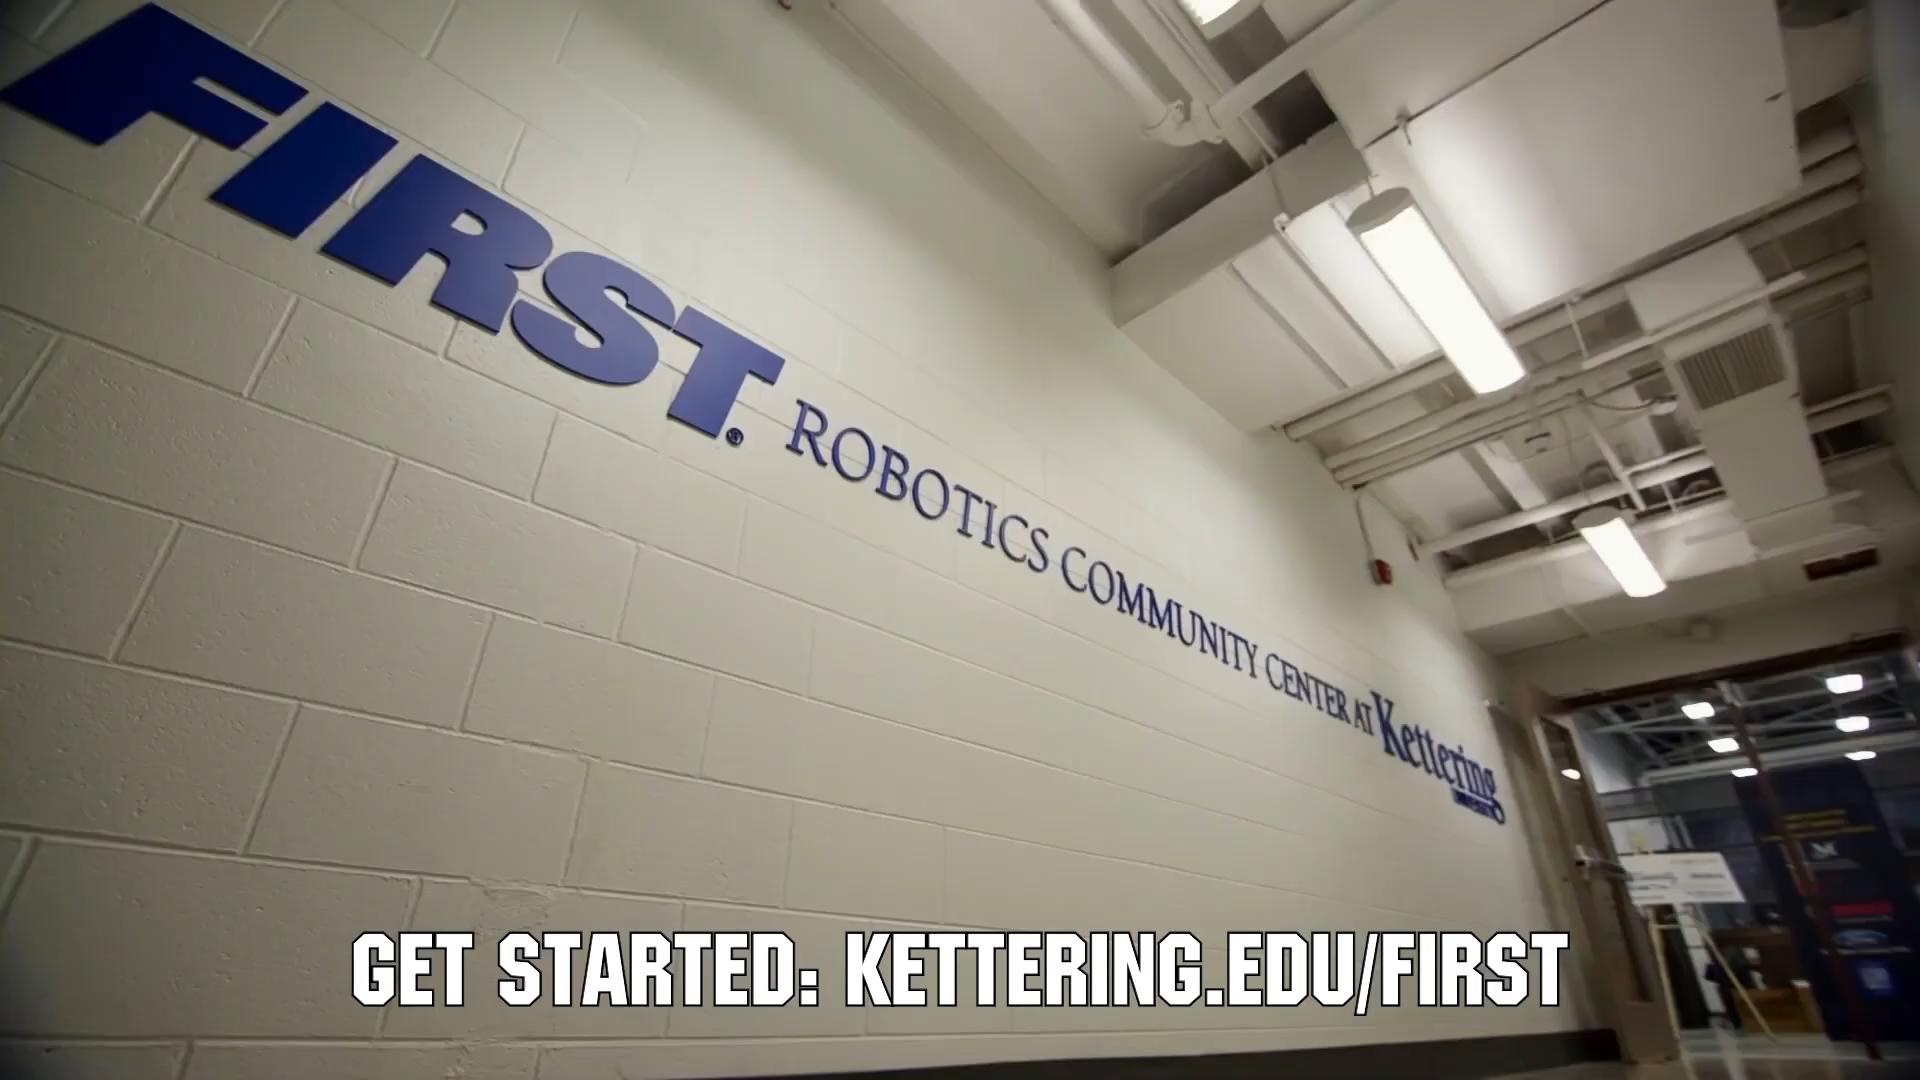 FIRST® ROBOTICS COMMUNITY CENTER AT Kettering
GET STARTED: KETTERING.EDU/FIRST